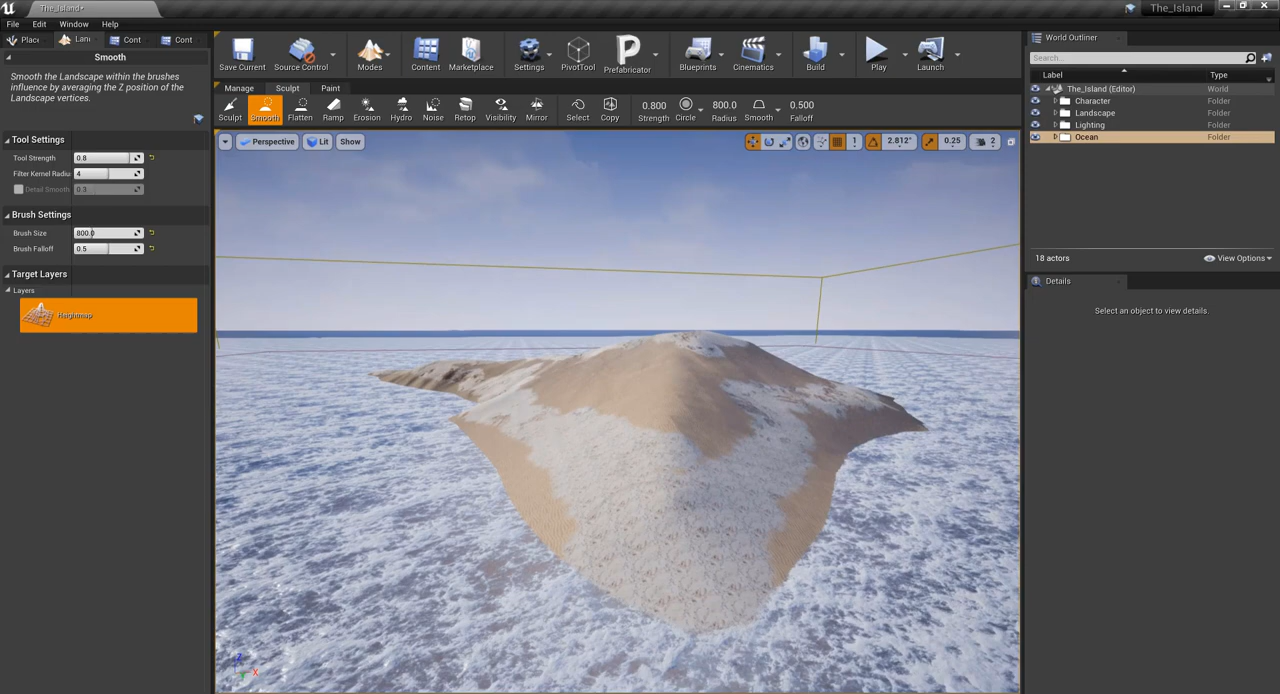 The_Island*
The_Island
File Edit Window Help
Place Lan Cont Cont
Smooth
Smooth the Landscape within the brushes
influence by averaging the Z position of the
Landscape vertices.
Tool Settings
Tool Strength 0.8
Filter Kernel Radiu 4
Detail Smooth 0.3
Brush Settings
Brush Size 800.0
Brush Falloff 0.5
Target Layers
Layers
Heightmap
Save Current Source Control Modes Content Marketplace Settings PivotTool Prefabricator Blueprints Cinematics Build Play Launch
Manage Sculpt Paint
Sculpt Smooth Flatten Ramp Erosion Hydro Noise Retop Visibility Mirror Select Copy
0.800 800.0 0.500
Strength Circle Radius Smooth Falloff
Perspective Lit Show
1 2.812° 0.25 2
Z X
World Outliner
Search...
Label Type
The_Island (Editor) World
Character Folder
Landscape Folder
Lighting Folder
Ocean Folder
18 actors View Options
Details
Select an object to view details.